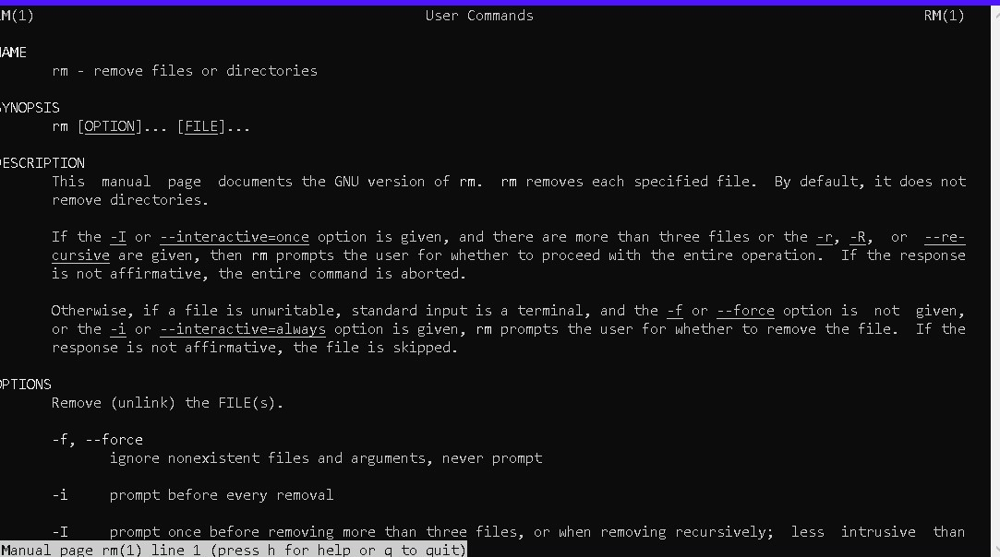 M(1) User Commands RM(1)
AME
rm - remove files or directories
YNOPSIS
rm [OPTION]... [FILE]...
ESCRIPTION
This manual page documents the GNU version of rm. rm removes each specified file. By default, it does not
remove directories.
If the -I or --interactive=once option is given, and there are more than three files or the -r, -R, or --re-
cursive are given, then rm prompts the user for whether to proceed with the entire operation. If the response
is not affirmative, the entire command is aborted.
Otherwise, if a file is unwritable, standard input is a terminal, and the -f or --force option is not given,
or the -i or --interactive=always option is given, rm prompts the user for whether to remove the file. If the
response is not affirmative, the file is skipped.
OPTIONS
Remove (unlink) the FILE(s).
-f, --force
ignore nonexistent files and arguments, never prompt
-i prompt before every removal
-I prompt once before removing more than three files, or when removing recursively; less intrusive than
Manual page rm(1) line 1 (press h for help or q to quit)